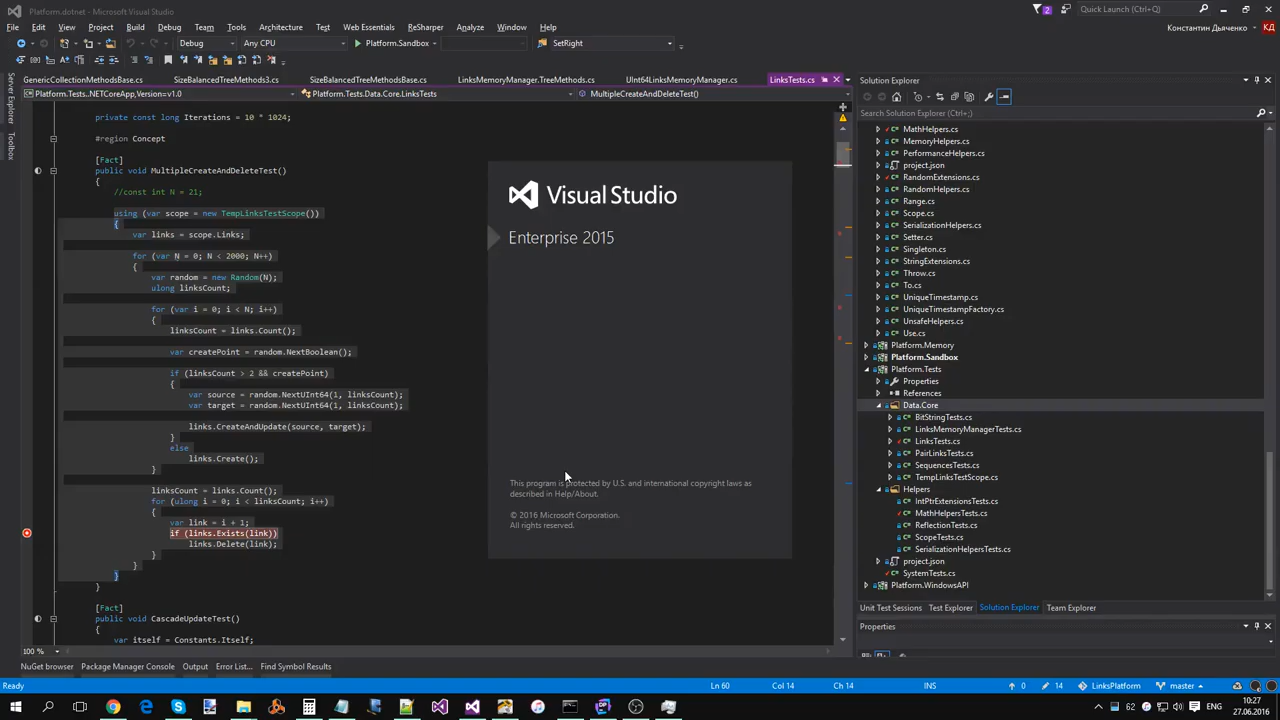 Platform.dotnet - Microsoft Visual Studio
2
Quick Launch (Ctrl+Q)
File Edit View Project Build Debug Team Tools Architecture Test Web Essentials ReSharper Analyze Window Help
Константин Дьяченко КД
Debug Any CPU Platform.Sandbox SetRight
GenericCollectionMethodsBase.cs SizeBalancedTreeMethods3.cs SizeBalancedTreeMethodsBase.cs LinksMemoryManager.TreeMethods.cs UInt64LinksMemoryManager.cs LinksTests.cs
Platform.Tests.NETCoreApp,Version=v1.0 Platform.Tests.Data.Core.LinksTests MultipleCreateAndDeleteTest()
Server Explorer
Toolbox
private const long Iterations = 10 * 1024;
#region Concept
[Fact]
public void MultipleCreateAndDeleteTest()
{
//const int N = 21;
using (var scope = new TempLinksTestScope())
{
var links = scope.Links;
for (var N = 0; N < 2000; N++)
{
var random = new Random(N);
ulong linksCount;
for (var i = 0; i < N; i++)
{
linksCount = links.Count();
var createPoint = random.NextBoolean();
if (linksCount > 2 && createPoint)
{
var source = random.NextUInt64(1, linksCount);
var target = random.NextUInt64(1, linksCount);
links.CreateAndUpdate(source, target);
}
else
links.Create();
}
linksCount = links.Count();
for (ulong i = 0; i < linksCount; i++)
{
var link = i + 1;
if (links.Exists(link))
links.Delete(link);
}
}
}
}
[Fact]
public void CascadeUpdateTest()
{
var itself = Constants.Itself;
100 %
Visual Studio
Enterprise 2015
This program is protected by U.S. and international copyright laws as
described in Help/About.
© 2016 Microsoft Corporation.
All rights reserved.
Solution Explorer
Search Solution Explorer (Ctrl+;)
MathHelpers.cs
MemoryHelpers.cs
PerformanceHelpers.cs
project.json
RandomExtensions.cs
RandomHelpers.cs
Range.cs
Scope.cs
SerializationHelpers.cs
Setter.cs
Singleton.cs
StringExtensions.cs
Throw.cs
To.cs
UniqueTimestamp.cs
UniqueTimestampFactory.cs
UnsafeHelpers.cs
Use.cs
Platform.Memory
Platform.Sandbox
Platform.Tests
Properties
References
Data.Core
BitStringTests.cs
LinksMemoryManagerTests.cs
LinksTests.cs
PairLinksTests.cs
SequencesTests.cs
TempLinksTestScope.cs
Helpers
IntPtrExtensionsTests.cs
MathHelpersTests.cs
ReflectionTests.cs
ScopeTests.cs
SerializationHelpersTests.cs
project.json
SystemTests.cs
Platform.WindowsAPI
Unit Test Sessions Test Explorer Solution Explorer Team Explorer
Properties
NuGet browser Package Manager Console Output Error List... Find Symbol Results
Ready Ln 60 Col 14 Ch 14 INS 0 14 LinksPlatform master
62 ENG 10:27
27.06.2016